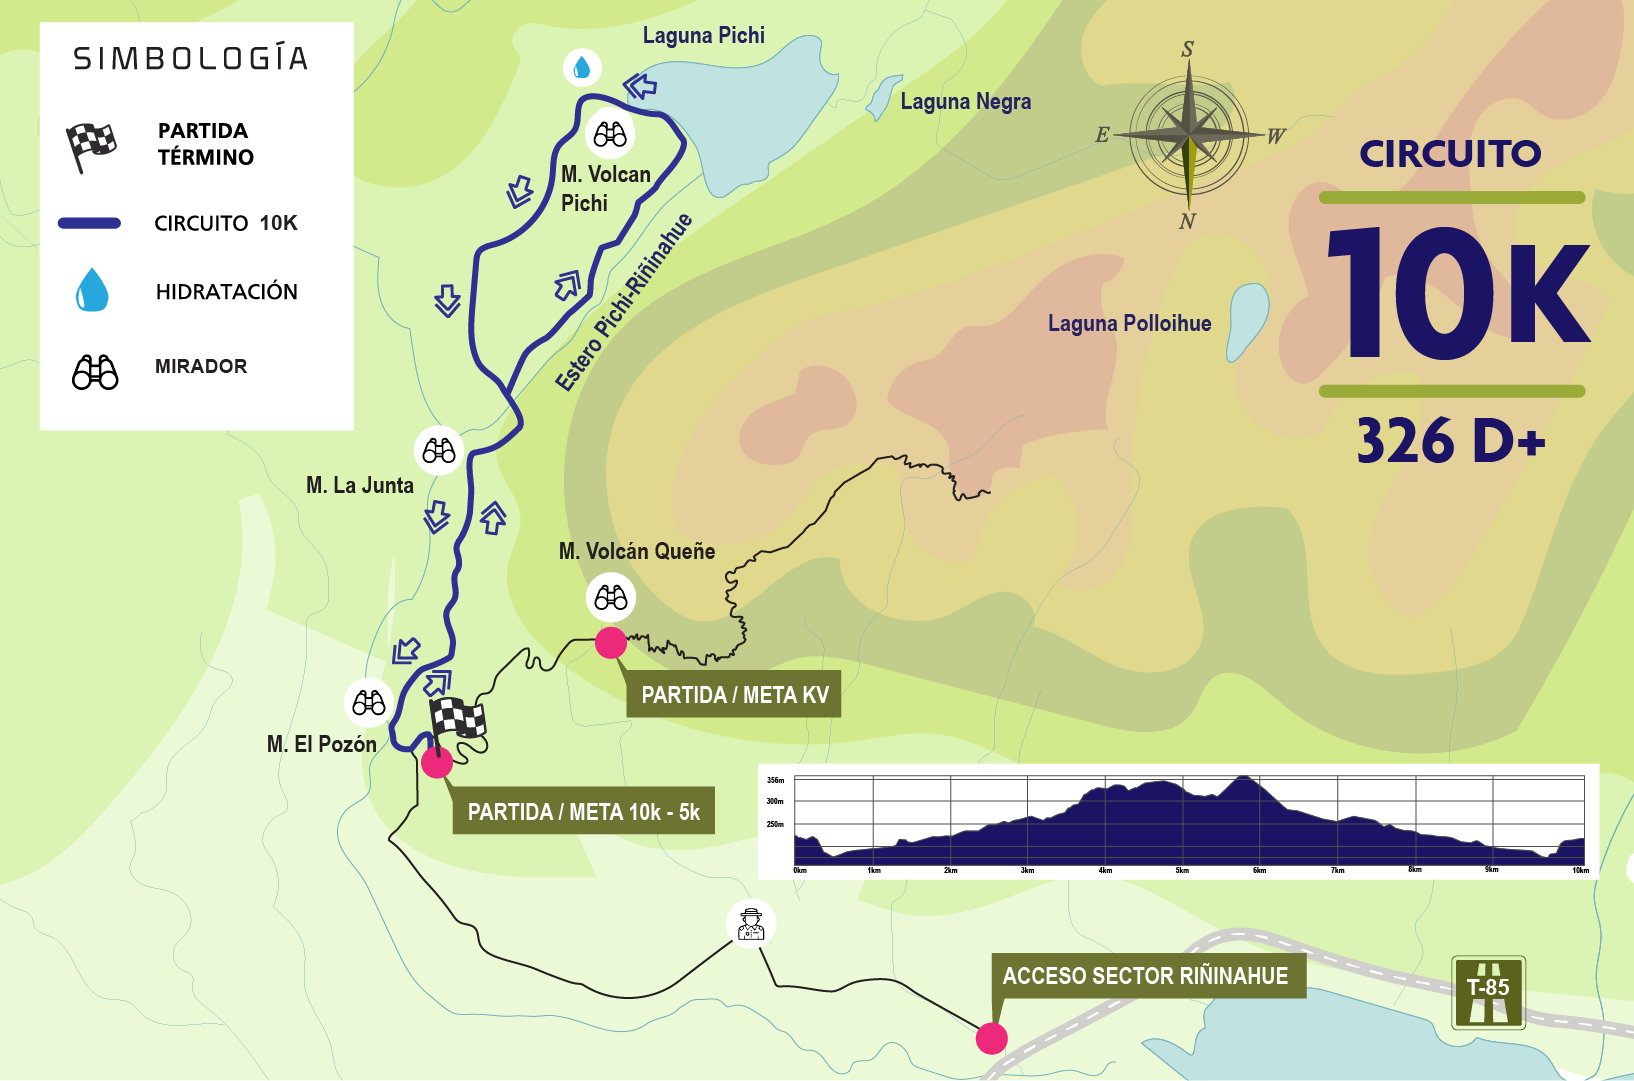 SIMBOLOGÍA
PARTIDA
TÉRMINO
CIRCUITO 10K
HIDRATACIÓN
MIRADOR
Laguna Pichi
Laguna Negra
M. Volcan
Pichi
Estero Pichi-Riñinahue
S
E
W
N
CIRCUITO
10K
326 D+
Laguna Polloihue
M. La Junta
M. Volcán Queñe
PARTIDA / META KV
M. El Pozón
PARTIDA / META 10k - 5k
356m
300m
250m
0km
1km
2km
3km
4km
5km
6km
7km
8km
9km
10km
ACCESO SECTOR RIÑINAHUE
T-85